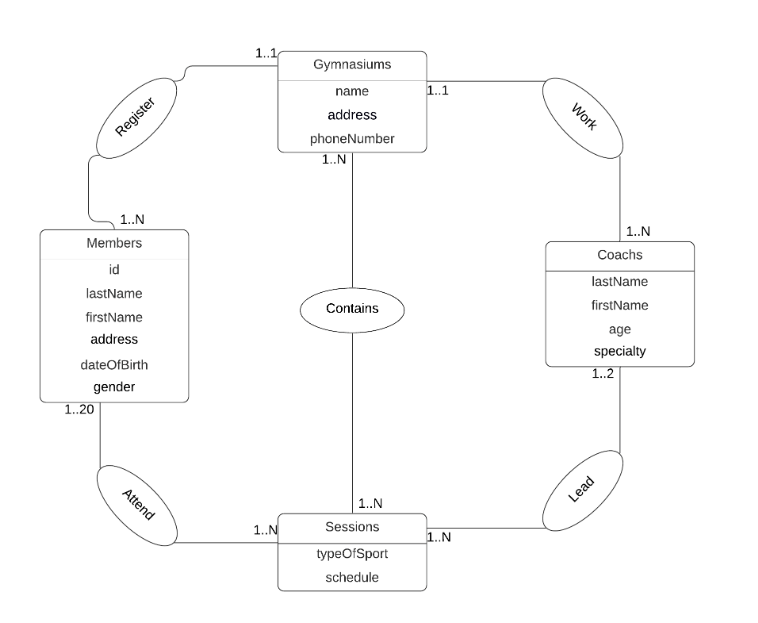 1..1
Gymnasiums
name
address
phoneNumber
1..1
1..N
Register
Work
1..N
Members
id
lastName
firstName
address
dateOfBirth
gender
1..20
Contains
1..N
Coachs
lastName
firstName
age
specialty
1..2
Attend
Lead
1..N
1..N
Sessions
typeOfSport
schedule
1..N